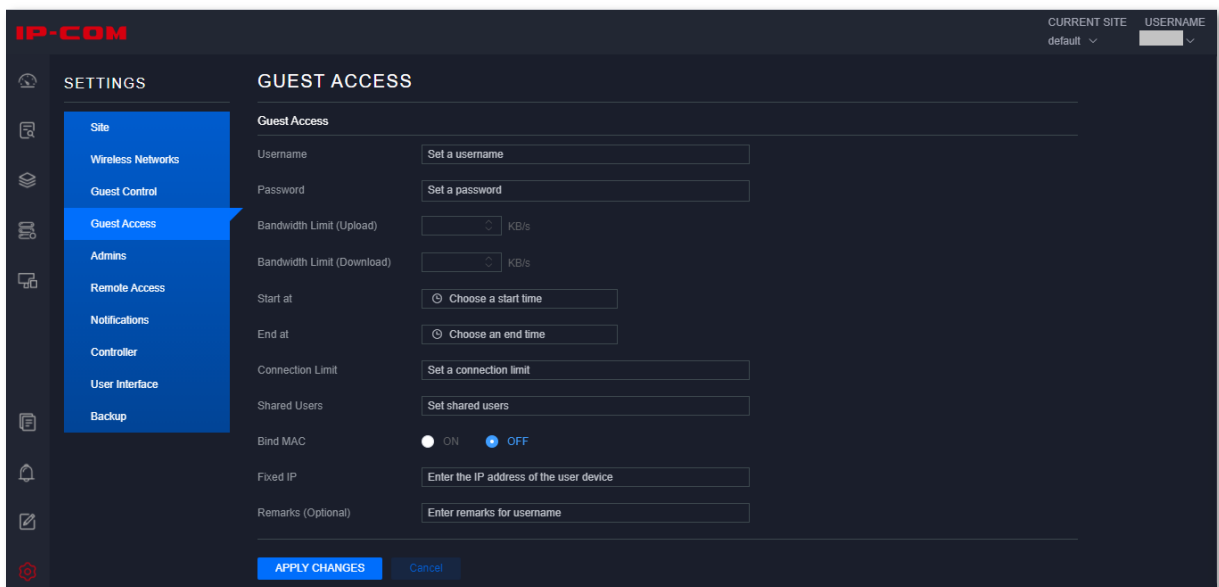 IP-COM
CURRENT SITE USERNAME
default
SETTINGS
Site
Wireless Networks
Guest Control
Guest Access
Admins
Remote Access
Notifications
Controller
User Interface
Backup
GUEST ACCESS
Guest Access
Username Set a username
Password Set a password
Bandwidth Limit (Upload) KB/s
Bandwidth Limit (Download) KB/s
Start at Choose a start time
End at Choose an end time
Connection Limit Set a connection limit
Shared Users Set shared users
Bind MAC ON OFF
Fixed IP Enter the IP address of the user device
Remarks (Optional) Enter remarks for username
APPLY CHANGES Cancel